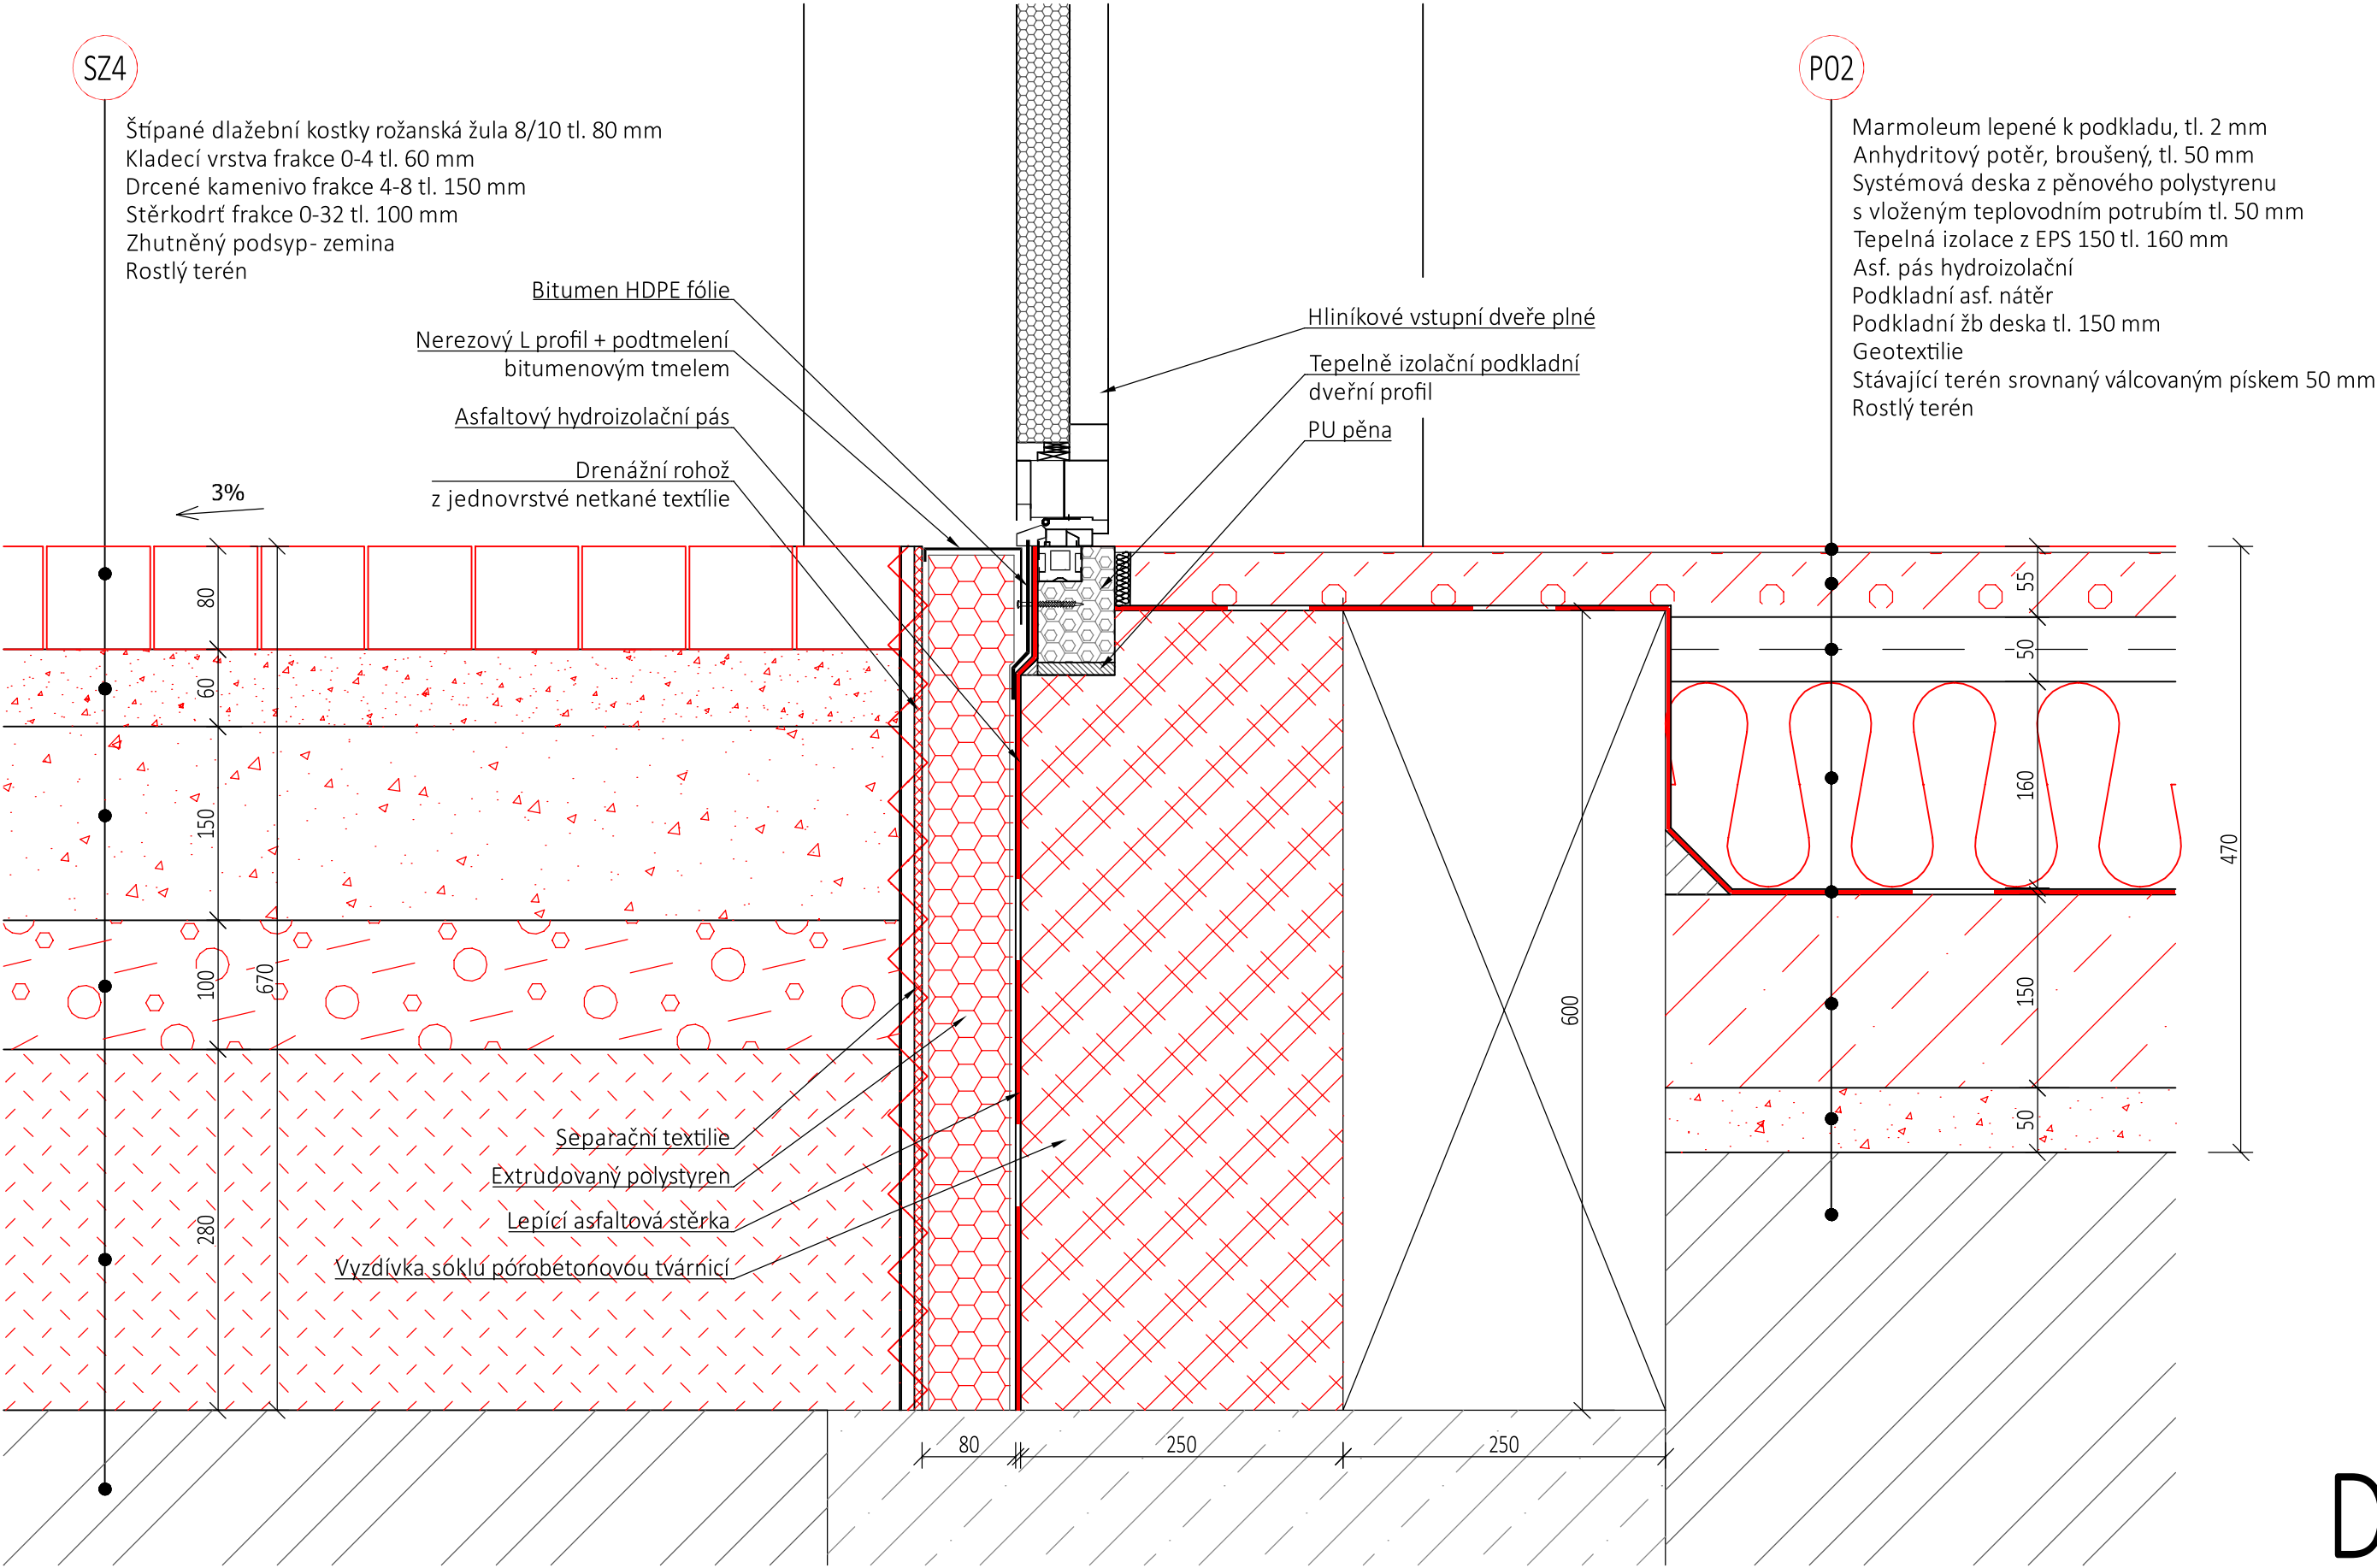 SZ4
Štípané dlažební kostky rožanská žula 8/10 tl. 80 mm
Kladecí vrstva frakce 0-4 tl. 60 mm
Drcené kamenivo frakce 4-8 tl. 150 mm
Stěrkodrť frakce 0-32 tl. 100 mm
Zhutněný podsyp- zemina
Rostlý terén
P02
Marmoleum lepené k podkladu, tl. 2 mm
Anhydritový potěr, broušený, tl. 50 mm
Systémová deska z pěnového polystyrenu
s vloženým teplovodním potrubím tl. 50 mm
Tepelná izolace z EPS 150 tl. 160 mm
Asf. pás hydroizolační
Podkladní asf. nátěr
Podkladní žb deska tl. 150 mm
Geotextilie
Stávající terén srovnaný válcovaným pískem 50 mm
Rostlý terén
Bitumen HDPE fólie
Nerezový L profil + podtmelení
bitumenovým tmelem
Asfaltový hydroizolační pás
Drenážní rohož
z jednovrstvé netkané textílie
Hliníkové vstupní dveře plné
Tepelně izolační podkladní
dveřní profil
PU pěna
3%
80
60
150
100
670
280
Separační textilie
Extrudovaný polystyren
Lepící asfaltová stěrka
Vyzdívka soklu pórobetonovou tvárnicí
600
55
50
160
150
50
470
80
250
250
D